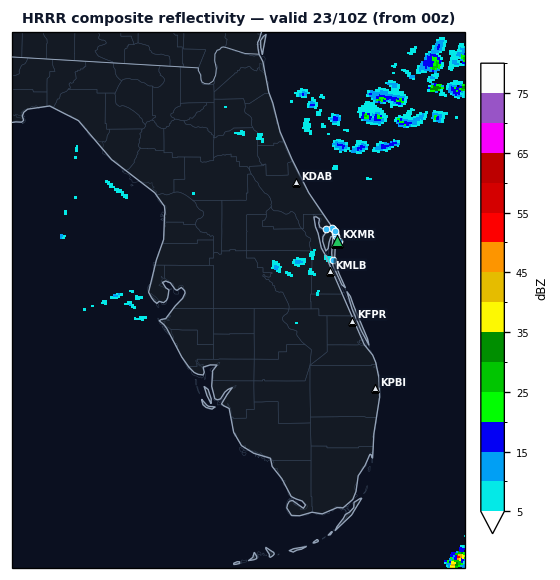 HRRR composite reflectivity — valid 23/10Z (from 00z)
KDAB
KXMR
KMLB
KFPR
KPBI
75
65
55
45
35
25
15
5
dBZ